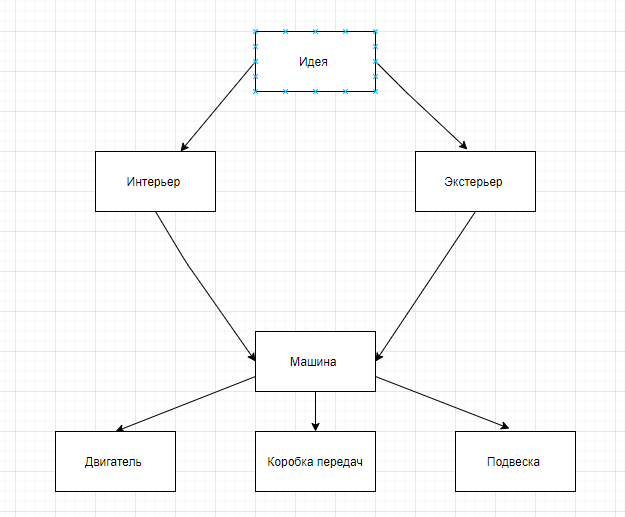 Идея
Интерьер
Экстерьер
Машина
Двигатель
Коробка передач
Подвеска